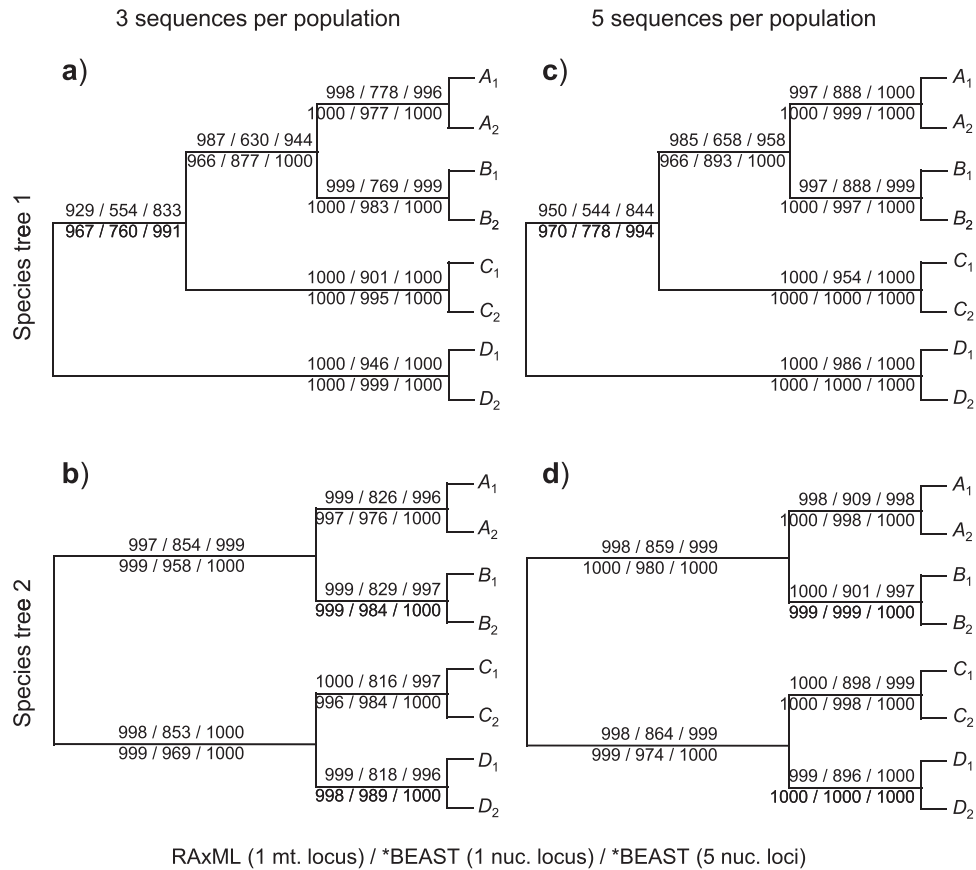 3 sequences per population
5 sequences per population
Species tree 1
a)
998 / 778 / 996
1000 / 977 / 1000
987 / 630 / 944
966 / 877 / 1000
999 / 769 / 999
1000 / 983 / 1000
929 / 554 / 833
967 / 760 / 991
1000 / 901 / 1000
1000 / 995 / 1000
1000 / 946 / 1000
1000 / 999 / 1000
A1
A2
B1
B2
C1
C2
D1
D2
c)
997 / 888 / 1000
1000 / 999 / 1000
985 / 658 / 958
966 / 893 / 1000
997 / 888 / 999
1000 / 997 / 1000
950 / 544 / 844
970 / 778 / 994
1000 / 954 / 1000
1000 / 1000 / 1000
1000 / 986 / 1000
1000 / 1000 / 1000
A1
A2
B1
B2
C1
C2
D1
D2
Species tree 2
b)
999 / 826 / 996
997 / 976 / 1000
997 / 854 / 999
999 / 958 / 1000
999 / 829 / 997
999 / 984 / 1000
1000 / 816 / 997
996 / 984 / 1000
998 / 853 / 1000
999 / 969 / 1000
999 / 818 / 996
998 / 989 / 1000
A1
A2
B1
B2
C1
C2
D1
D2
d)
998 / 909 / 998
1000 / 998 / 1000
998 / 859 / 999
1000 / 980 / 1000
1000 / 901 / 997
999 / 999 / 1000
1000 / 898 / 999
1000 / 998 / 1000
998 / 864 / 999
999 / 974 / 1000
999 / 896 / 1000
1000 / 1000 / 1000
A1
A2
B1
B2
C1
C2
D1
D2
RAxML (1 mt. locus) / *BEAST (1 nuc. locus) / *BEAST (5 nuc. loci)